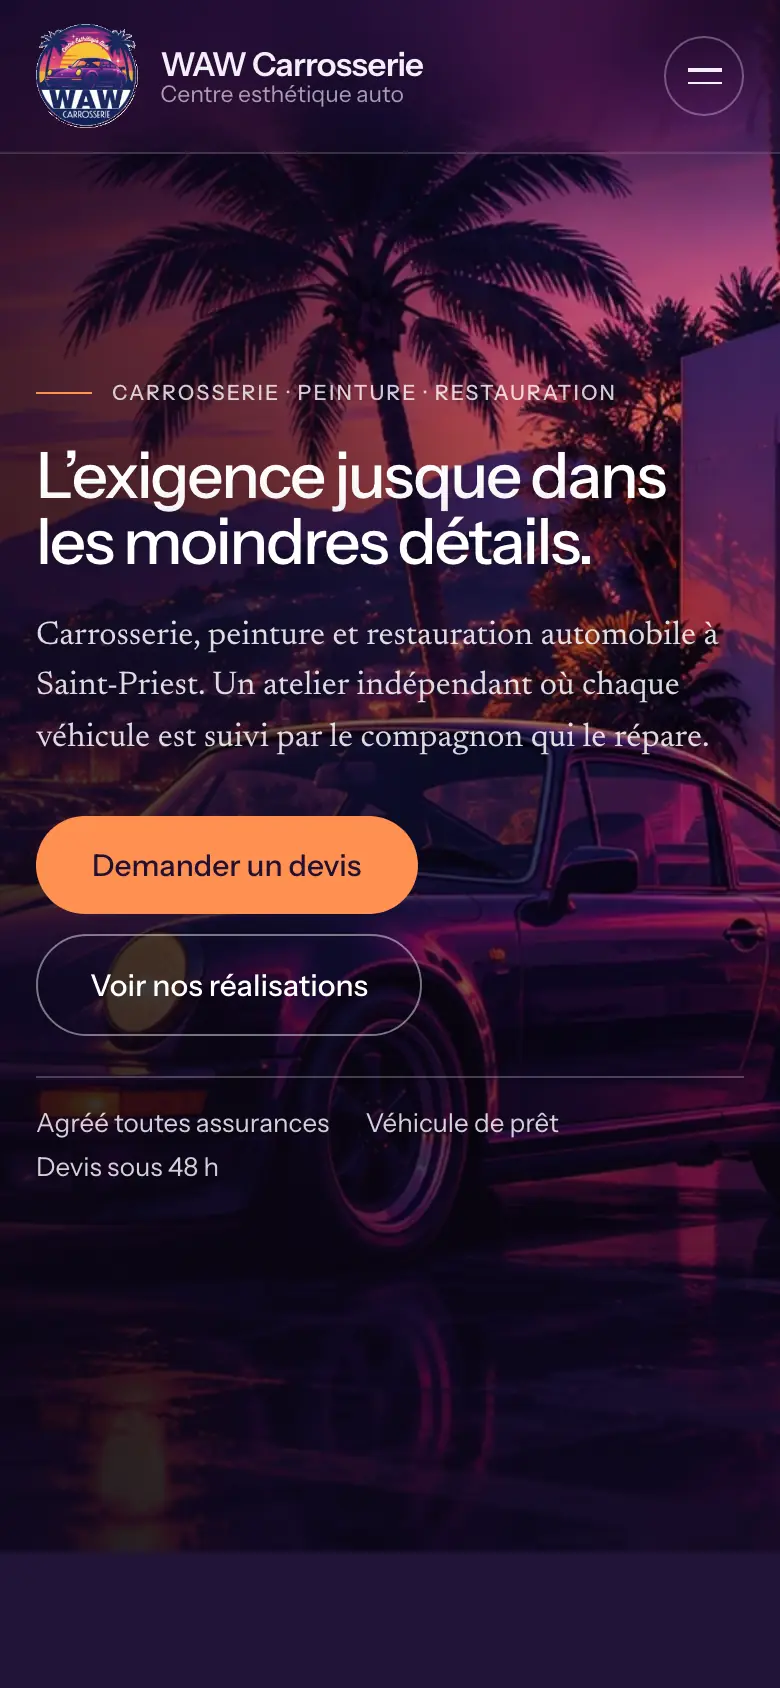 WAW
CARROSSERIE
WAW Carrosserie
Centre esthétique auto
CARROSSERIE · PEINTURE · RESTAURATION
L’exigence jusque dans
les moindres détails.
Carrosserie, peinture et restauration automobile à
Saint-Priest. Un atelier indépendant où chaque
véhicule est suivi par le compagnon qui le répare.
Demander un devis
Voir nos réalisations
Agréé toutes assurances Véhicule de prêt
Devis sous 48 h